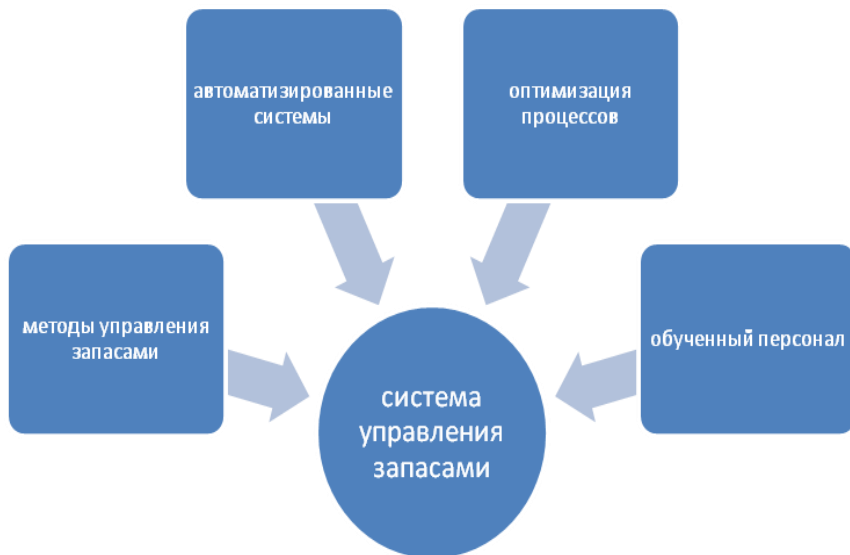 автоматизированные
системы
оптимизация
процессов
методы управления
запасами
обученный персонал
система
управления
запасами